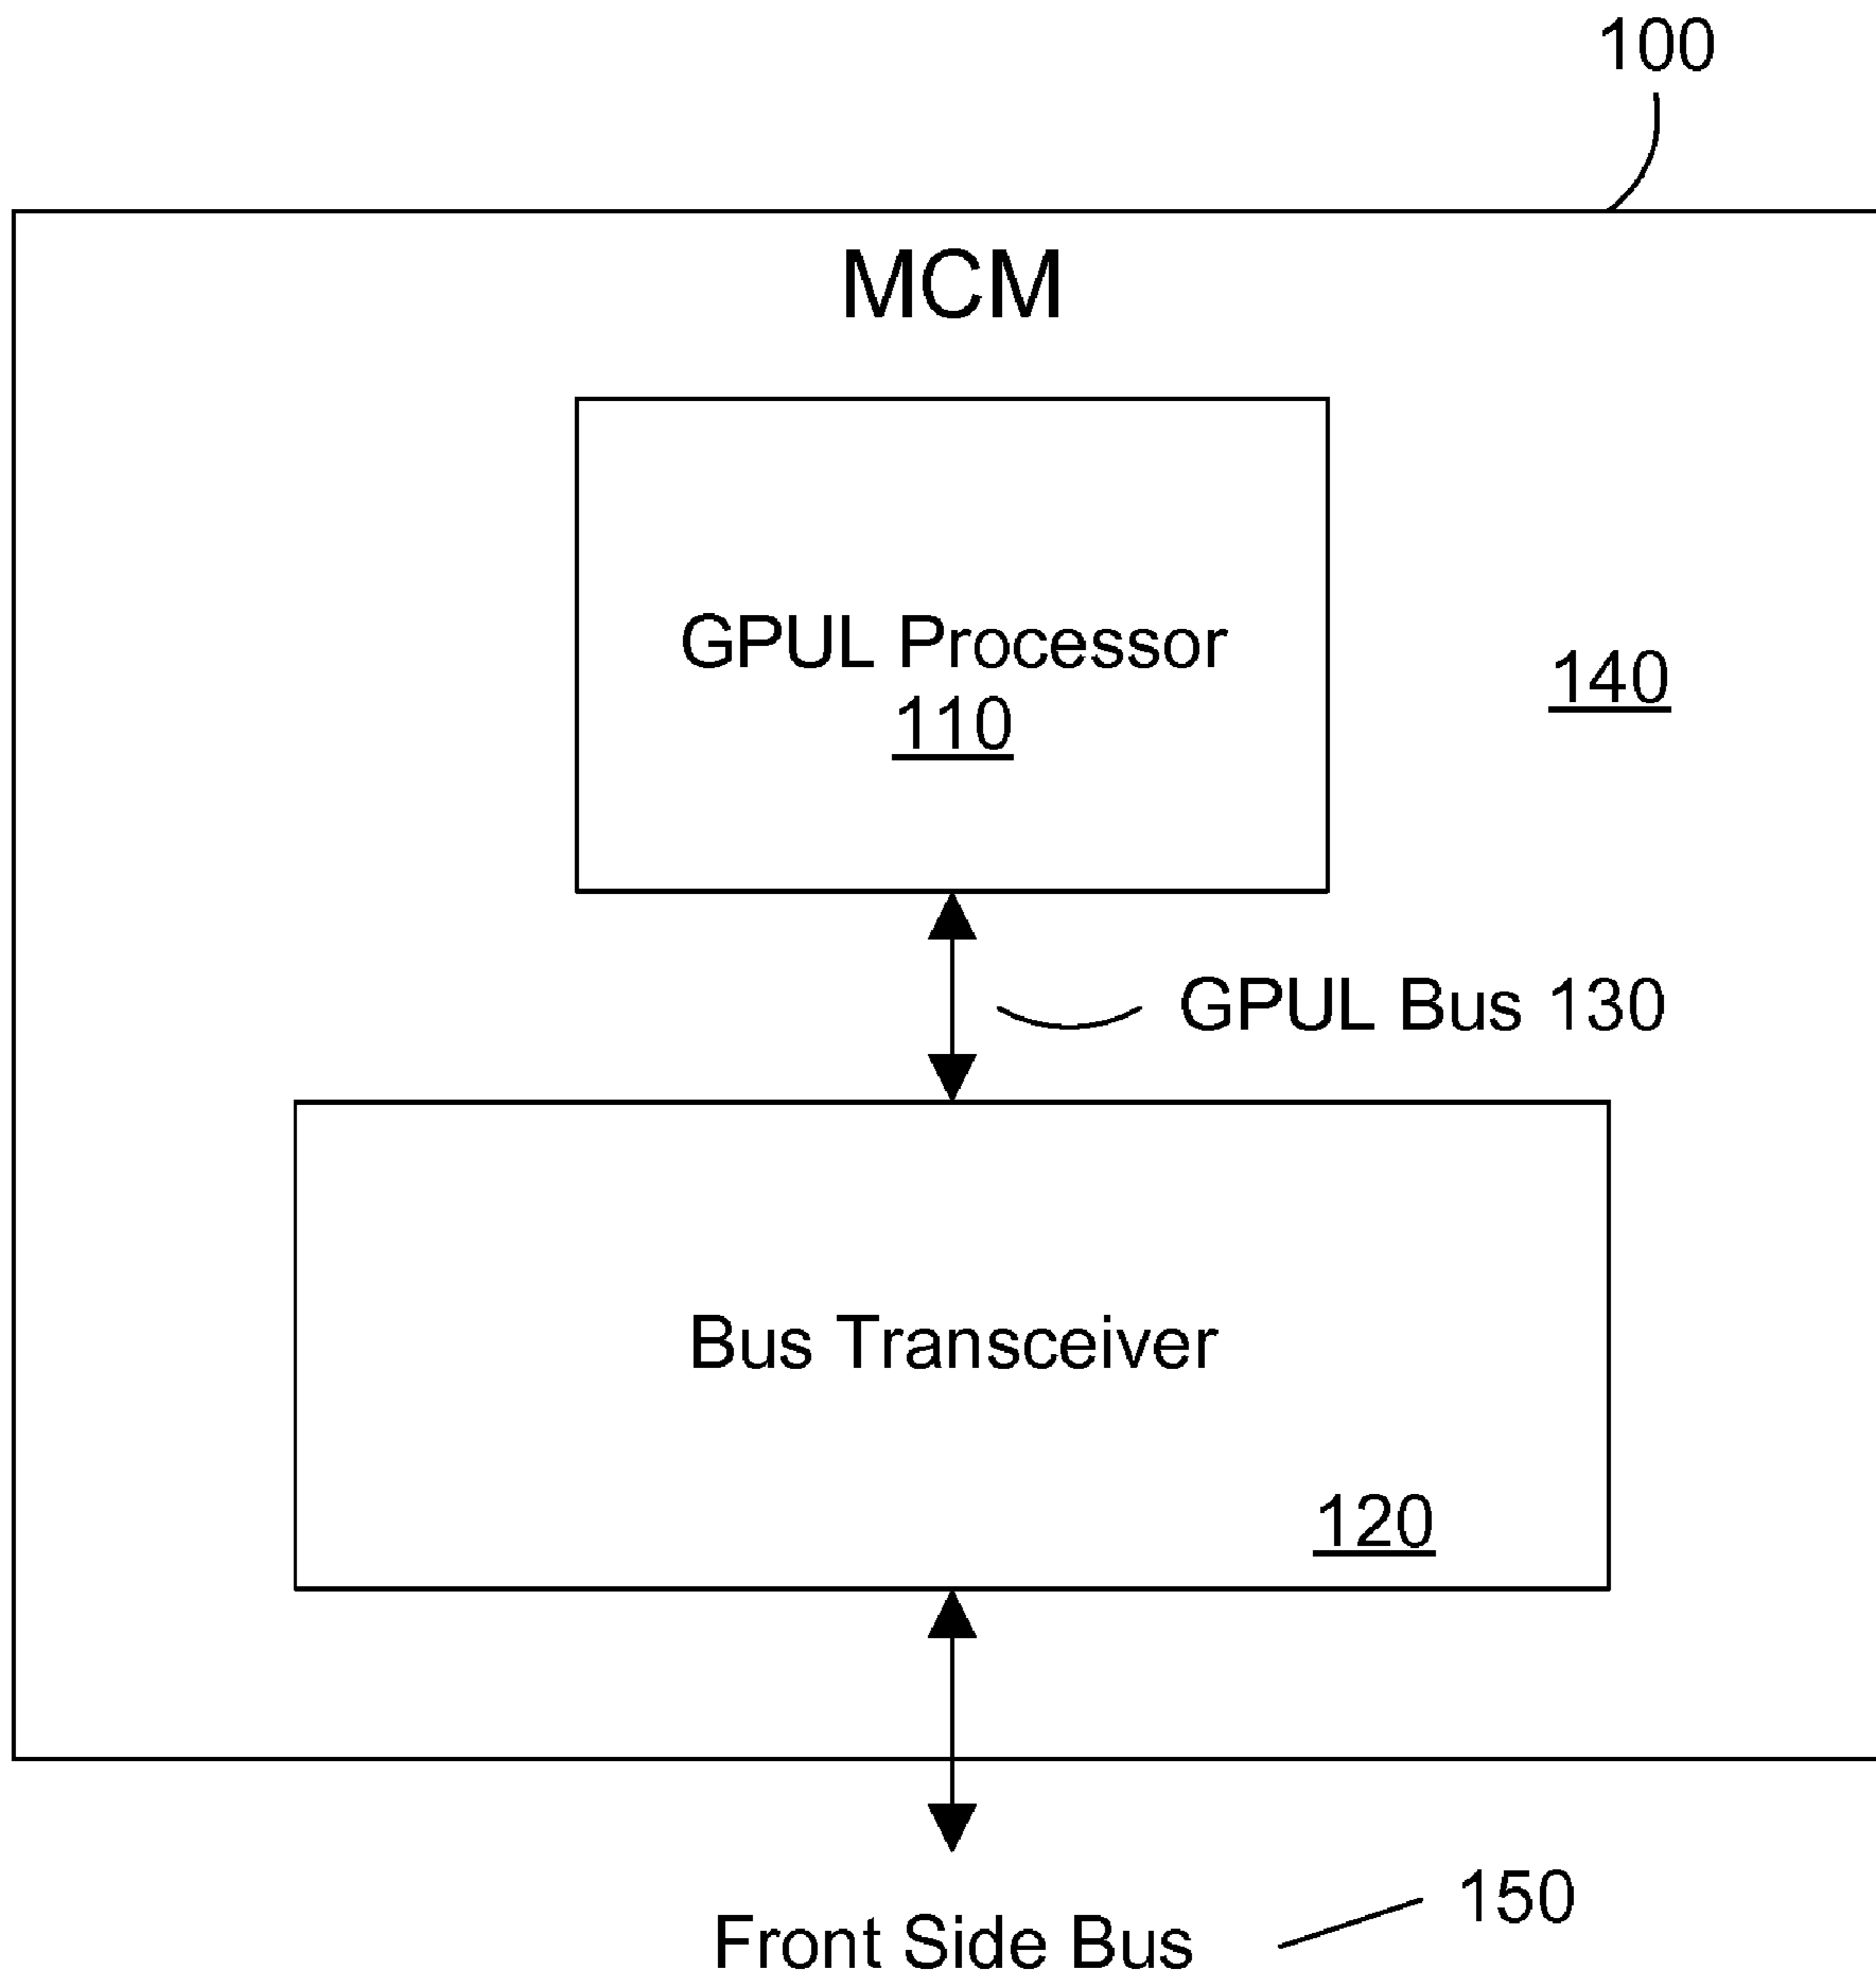 100
MCM
GPUL Processor
110
140
GPUL Bus 130
Bus Transceiver
120
150
Front Side Bus